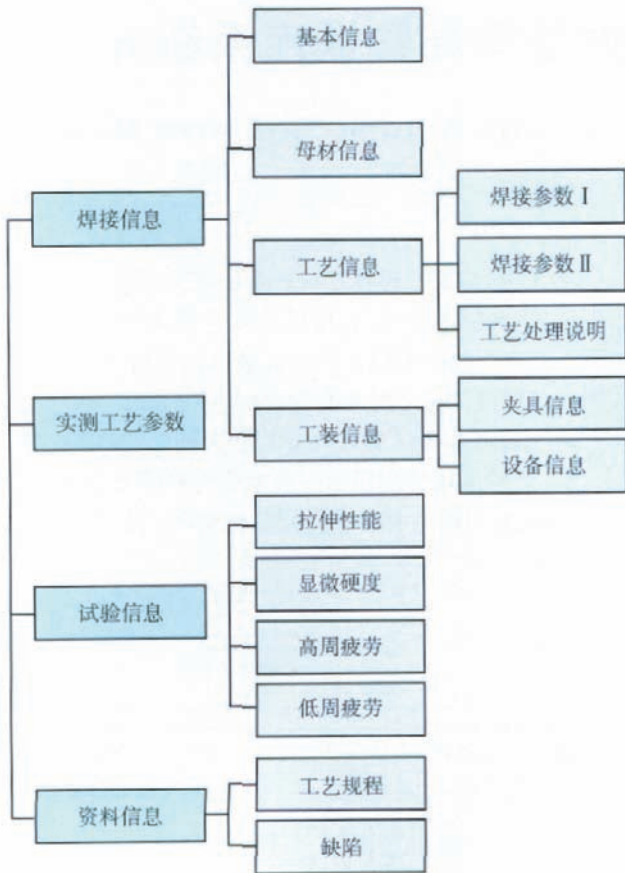 基本信息
母材信息
焊接信息
工艺信息
焊接参数Ⅰ
焊接参数Ⅱ
工艺处理说明
实测工艺参数
工装信息
夹具信息
设备信息
试验信息
拉伸性能
显微硬度
高周疲劳
低周疲劳
资料信息
工艺规程
缺陷